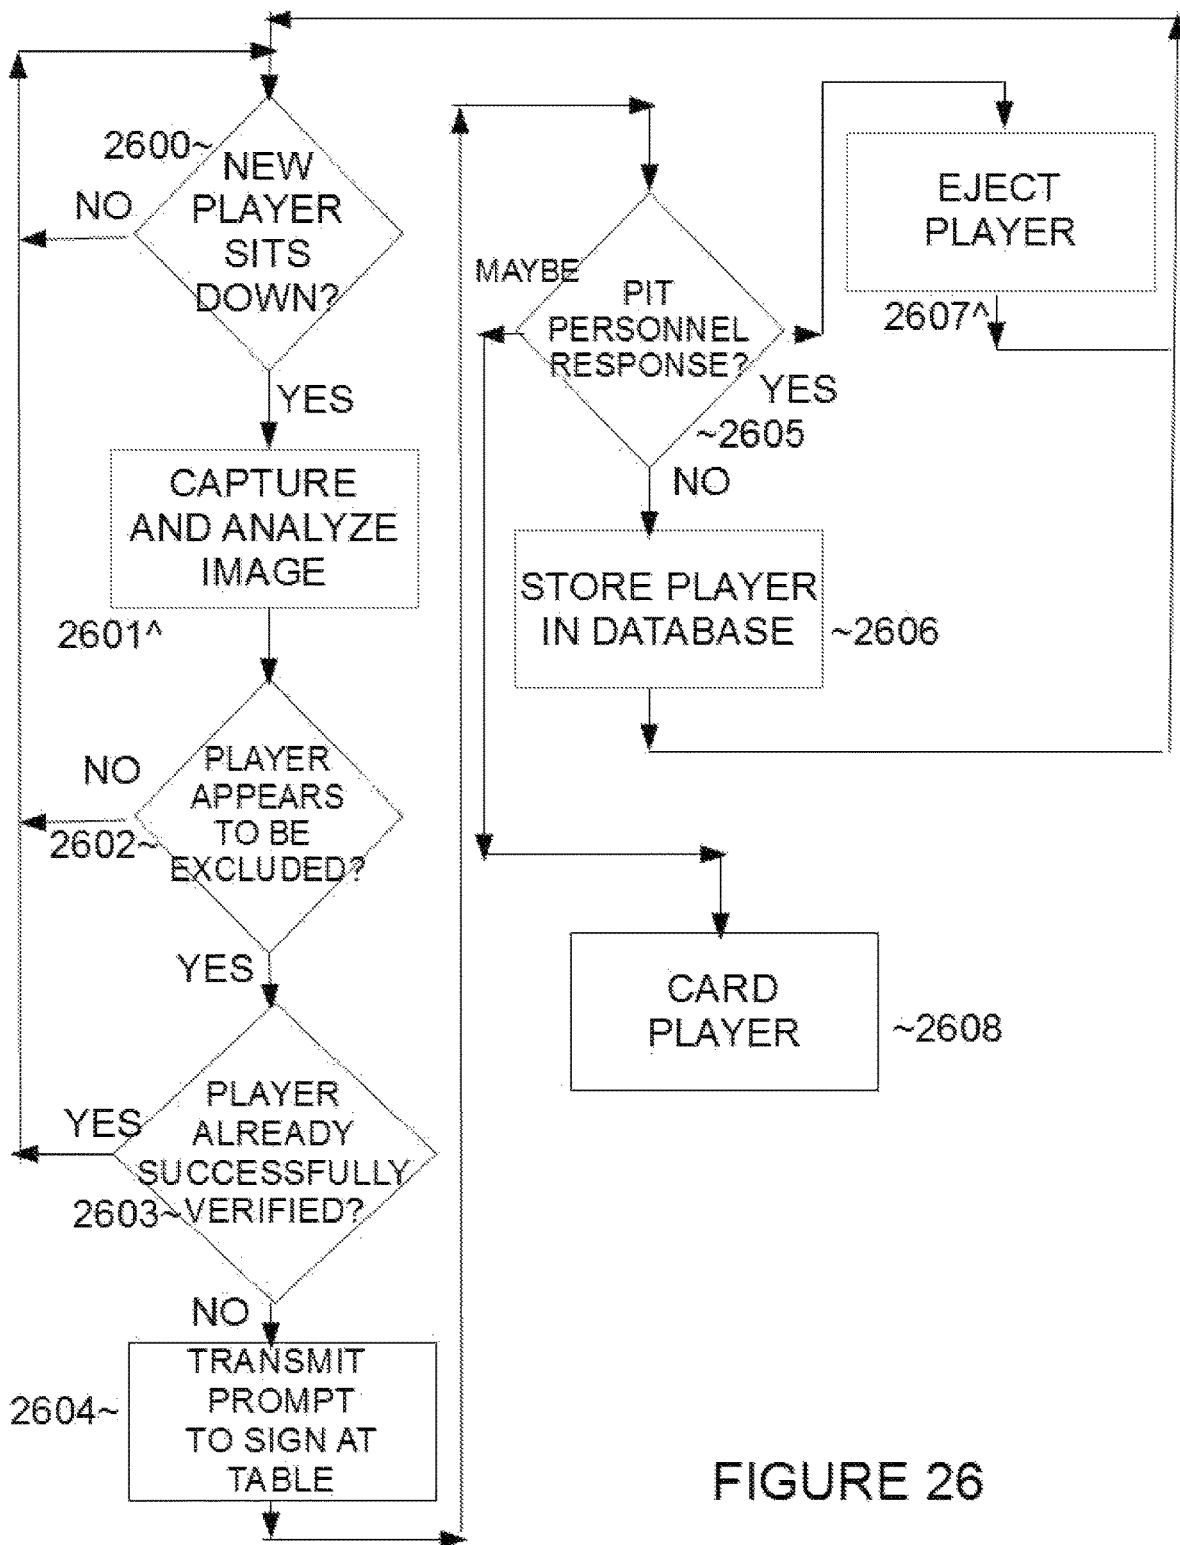 2600~
NEW
PLAYER
SITS
DOWN?
NO
YES
CAPTURE
AND ANALYZE
IMAGE
2601^
PLAYER
APPEARS
TO BE
EXCLUDED?
NO
2602~
YES
PLAYER
ALREADY
SUCCESSFULLY
VERIFIED?
YES
2603~
NO
TRANSMIT
PROMPT
TO SIGN AT
TABLE
2604~
MAYBE
PIT
PERSONNEL
RESPONSE?
YES
~2605
NO
STORE PLAYER
IN DATABASE
~2606
EJECT
PLAYER
2607^
CARD
PLAYER
~2608
FIGURE 26